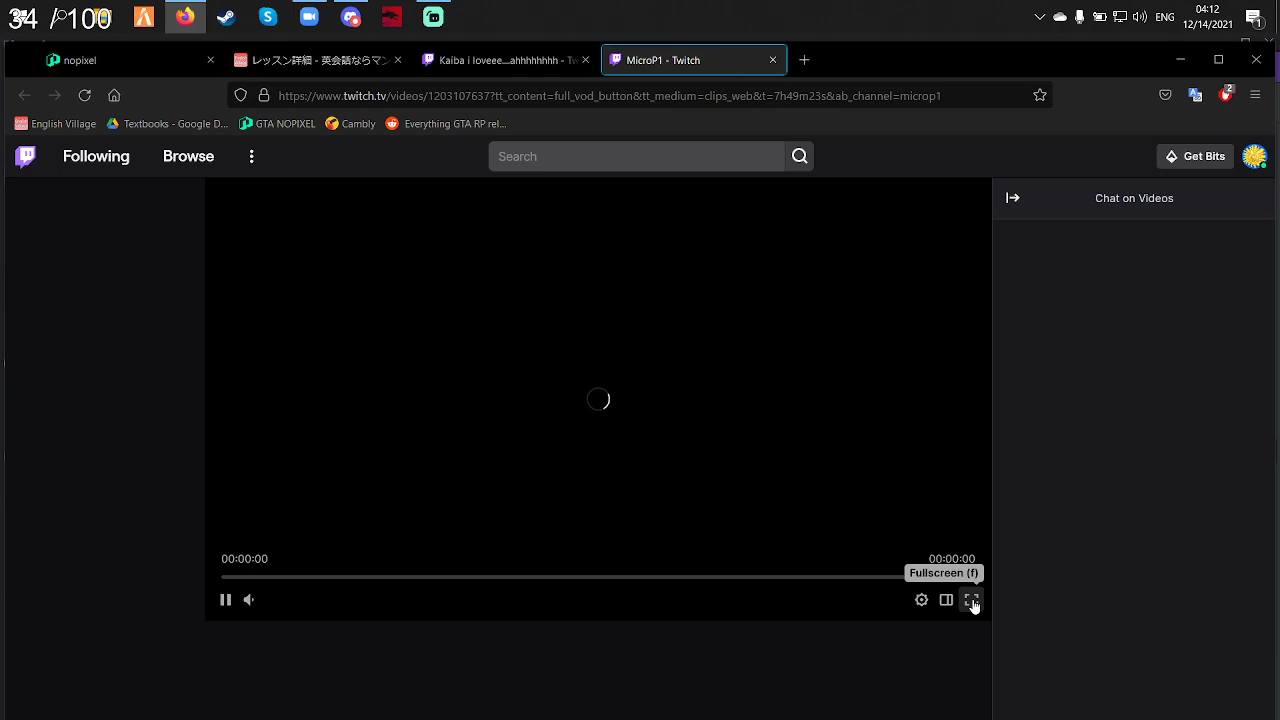 34 /100
ENG
04:12
12/14/2021
1
nopixel
レッスン詳細 - 英会話ならマン
Kaiba i loveee...ahhhhhhhh - Tw
MicroP1 - Twitch
https://www.twitch.tv/videos/1203107637?tt_content=full_vod_button&tt_medium=clips_web&t=7h49m23s&ab_channel=microp1
2
English Village
Textbooks - Google D...
GTA NOPIXEL
Cambly
Everything GTA RP rel...
Following
Browse
Search
Get Bits
Chat on Videos
00:00:00
00:00:00
Fullscreen (f)